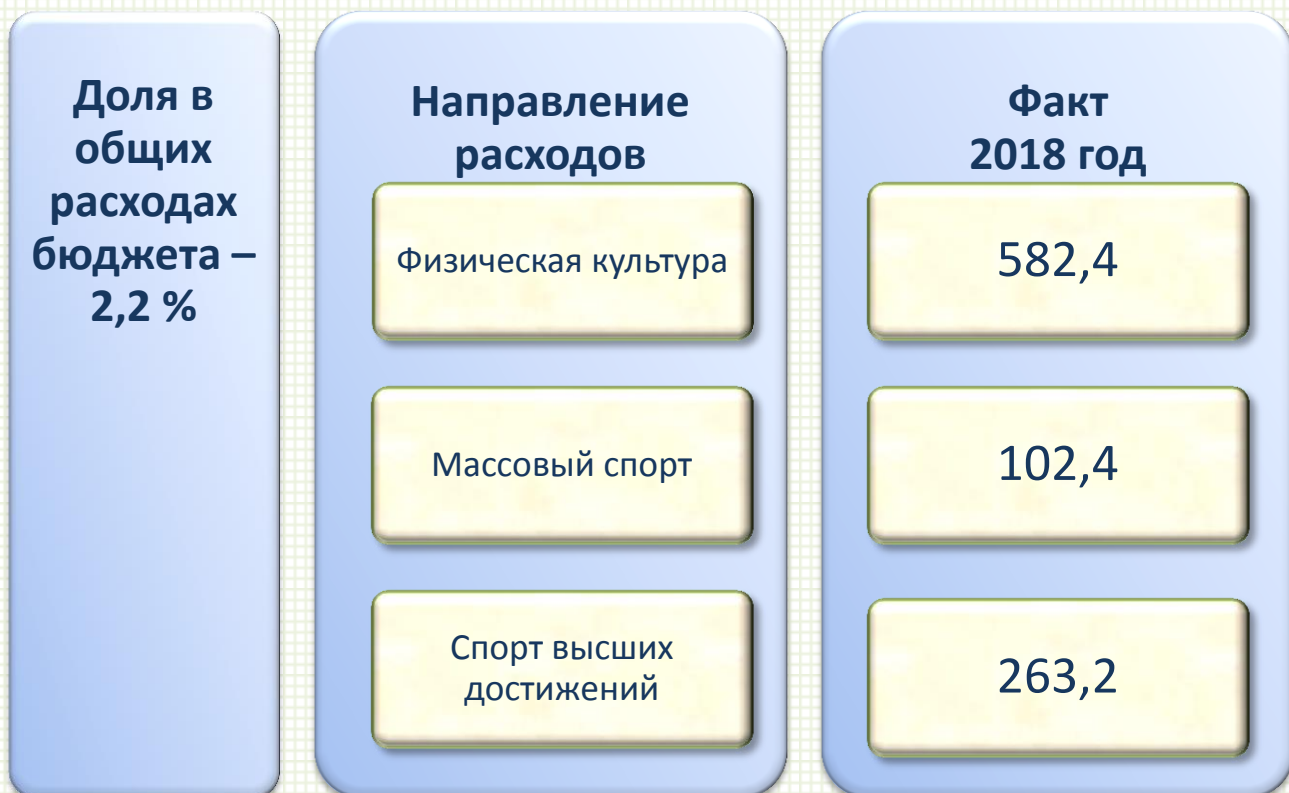 Доля в
общих
расходах
бюджета –
2,2 %
Направление
расходов
Физическая культура
Массовый спорт
Спорт высших
достижений
Факт
2018 год
582,4
102,4
263,2